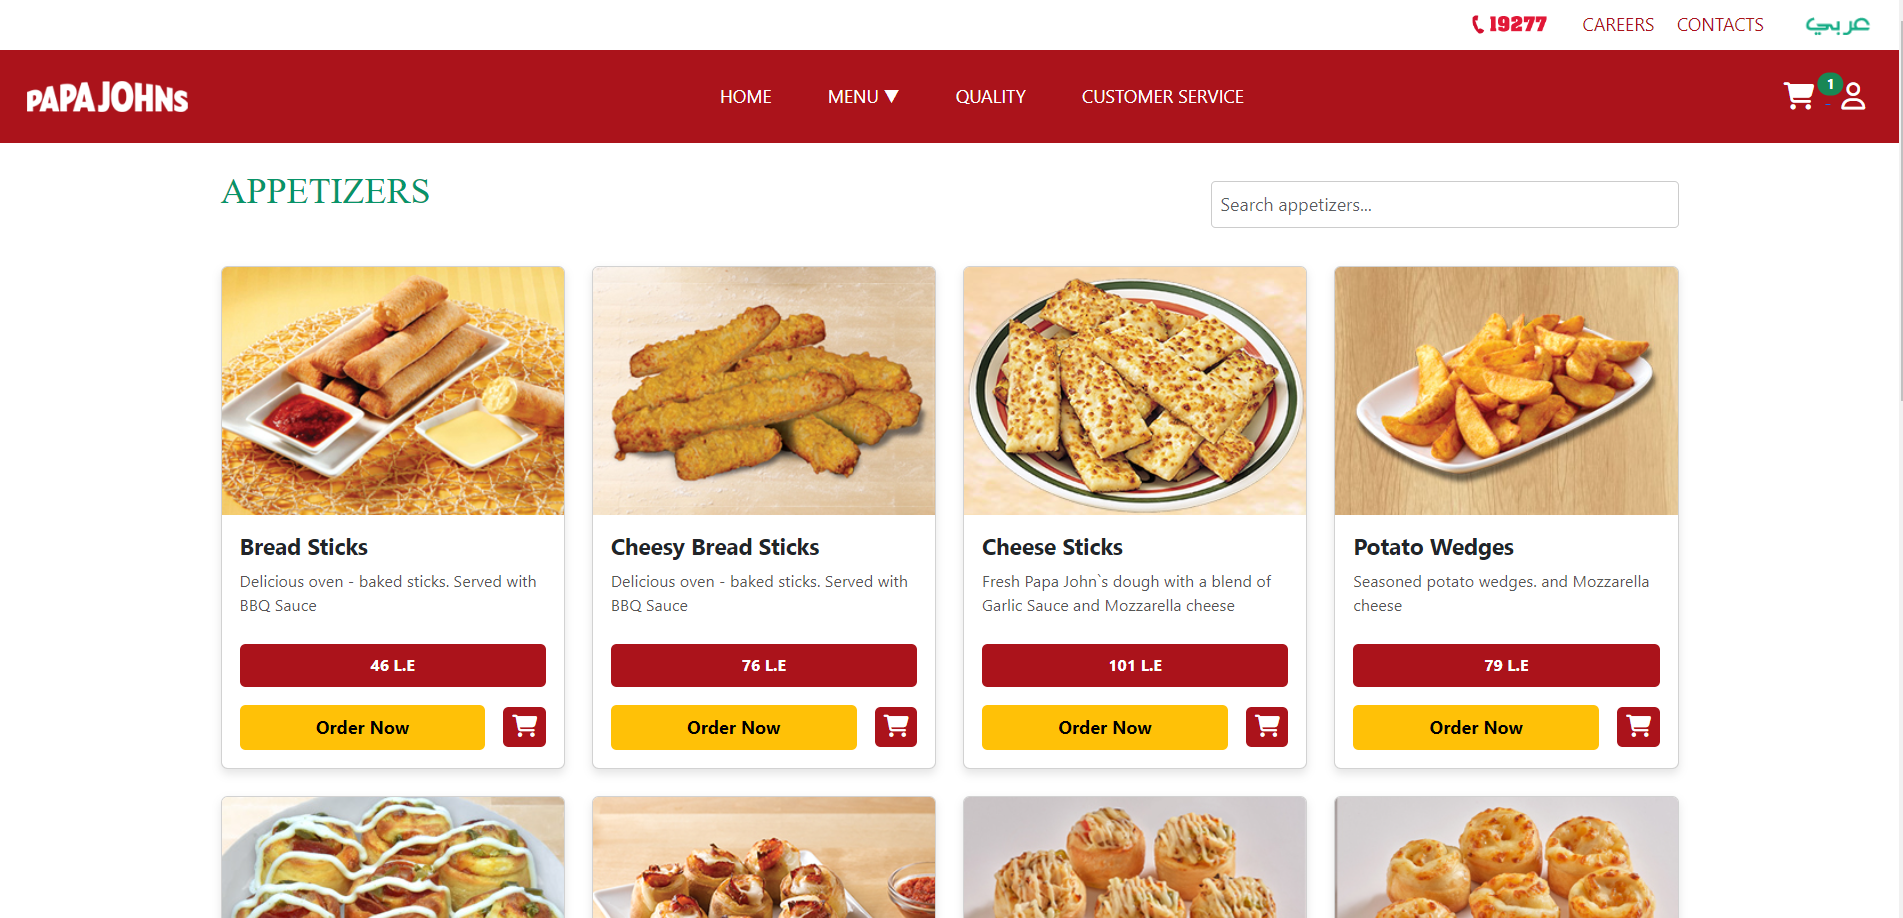 19277 CAREERS CONTACTS عربي
PAPA JOHNS HOME MENU ▼ QUALITY CUSTOMER SERVICE 1
APPETIZERS
Search appetizers...
Bread Sticks
Delicious oven - baked sticks. Served with
BBQ Sauce
46 L.E
Order Now
Cheesy Bread Sticks
Delicious oven - baked sticks. Served with
BBQ Sauce
76 L.E
Order Now
Cheese Sticks
Fresh Papa John`s dough with a blend of
Garlic Sauce and Mozzarella cheese
101 L.E
Order Now
Potato Wedges
Seasoned potato wedges. and Mozzarella
cheese
79 L.E
Order Now